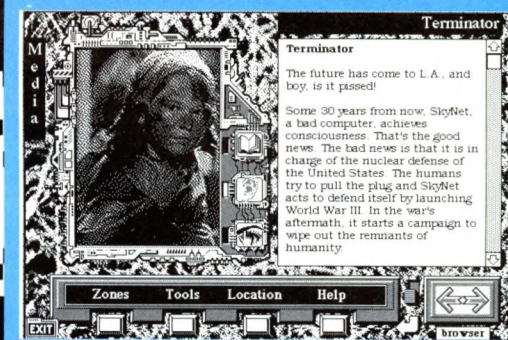 Terminator
Media
Terminator
The future has come to L.A., and
boy, is it pissed!
Some 30 years from now, SkyNet,
a bad computer, achieves
consciousness. That's the good
news. The bad news is that it is in
charge of the nuclear defense of
the United States. The humans
try to pull the plug and SkyNet
acts to defend itself by launching
World War III. In the war's
aftermath, it starts a campaign to
wipe out the remnants of
humanity.
Zones Tools Location Help
EXIT
browser